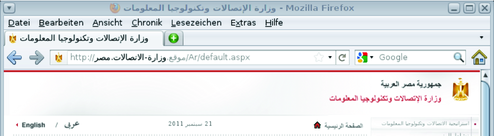 وزارة الإتصالات وتكنولوجيا المعلومات - Mozilla Firefox
Datei Bearbeiten Ansicht Chronik Lesezeichen Extras Hilfe
وزارة الإتصالات وتكنولوجيا المعلومات
http://موقع.وزارة-الاتصالات.مصر/Ar/default.aspx Google
جمهورية مصر العربية
وزارة الإتصالات وتكنولوجيا المعلومات
English / عربى
21 سبتمبر 2011
الصفحة الرئيسية